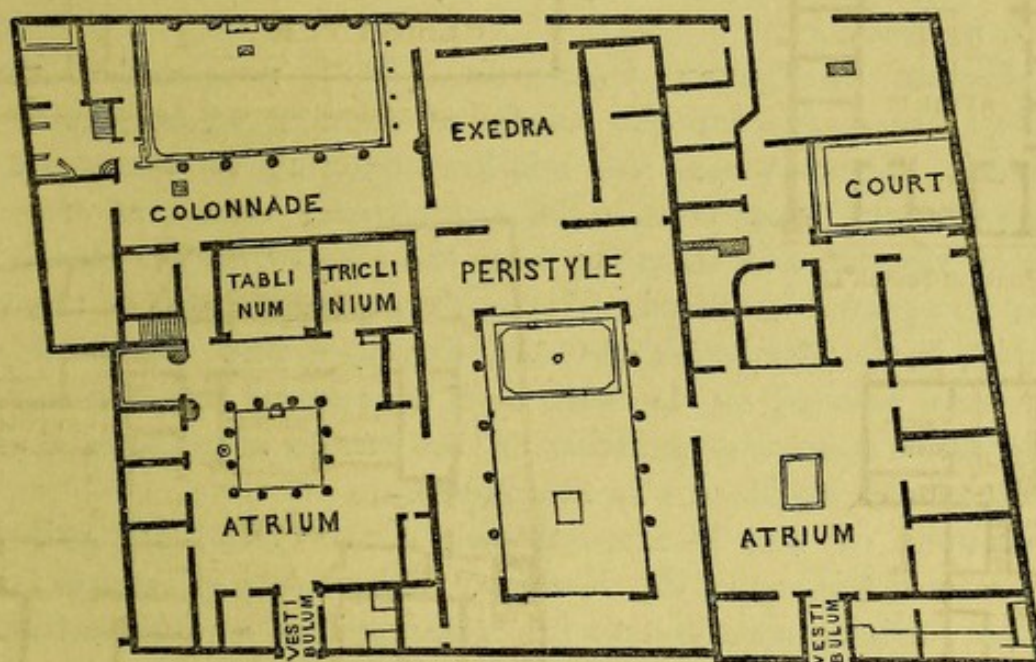 EXEDRA
COURT
COLONNADE
TABLI
NUM
TRICLI
NIUM
PERISTYLE
ATRIUM
ATRIUM
VESTI
BULUM
VESTI
BULUM